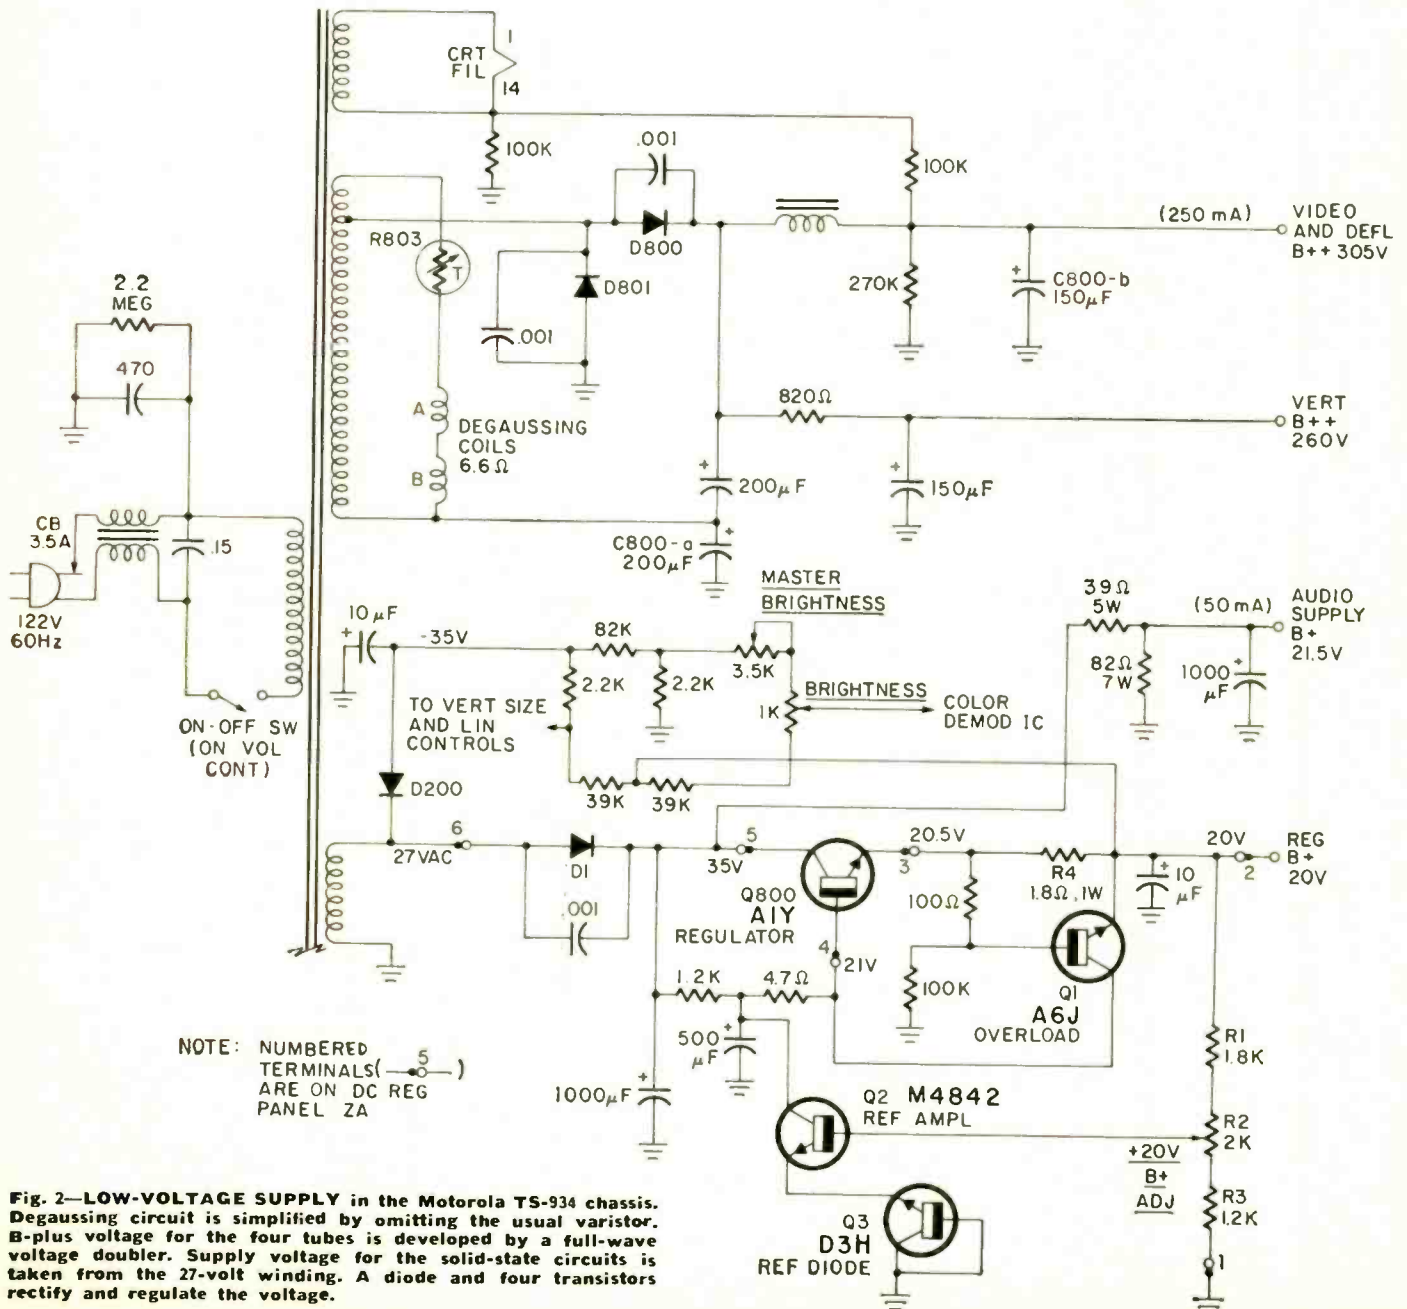 1
CRT
FIL
14
100K
.001
100K
R803
T
D800
(250 mA)
VIDEO
AND DEFL
B++ 305V
D801
270K
C800-b
+
150µF
.001
2.2
MEG
470
A
DEGAUSSING
COILS
6.6Ω
B
820Ω
VERT
B++
260V
+
200µF
+
150µF
CB
3.5A
.15
C800-a
200µF
+
122V
60Hz
ON-OFF SW
(ON VOL
CONT)
10µF
+
-35V
82K
MASTER
BRIGHTNESS
3.5K
2.2K
2.2K
BRIGHTNESS
1K
COLOR
DEMOD IC
TO VERT SIZE
AND LIN
CONTROLS
39K
39K
39Ω
5W
(50mA)
AUDIO
SUPPLY
B+
21.5V
82Ω
7W
1000
µF
+
D200
27VAC
6
D1
.001
5
35V
Q800
A1Y
REGULATOR
20.5V
3
R4
1.8Ω,1W
100Ω
+
10
µF
20V
2
REG
B+
20V
4
21V
1.2K
4.7Ω
100K
Q1
A6J
OVERLOAD
+
500
µF
+
1000µF
R1
1.8K
Q2 M4842
REF AMPL
R2
2K
+20V
B+
ADJ
R3
1.2K
1
Q3
D3H
REF DIODE
NOTE: NUMBERED
TERMINALS( 5 )
ARE ON DC REG
PANEL ZA
Fig. 2—LOW-VOLTAGE SUPPLY in the Motorola TS-934 chassis.
Degaussing circuit is simplified by omitting the usual varistor.
B-plus voltage for the four tubes is developed by a full-wave
voltage doubler. Supply voltage for the solid-state circuits is
taken from the 27-volt winding. A diode and four transistors
rectify and regulate the voltage.